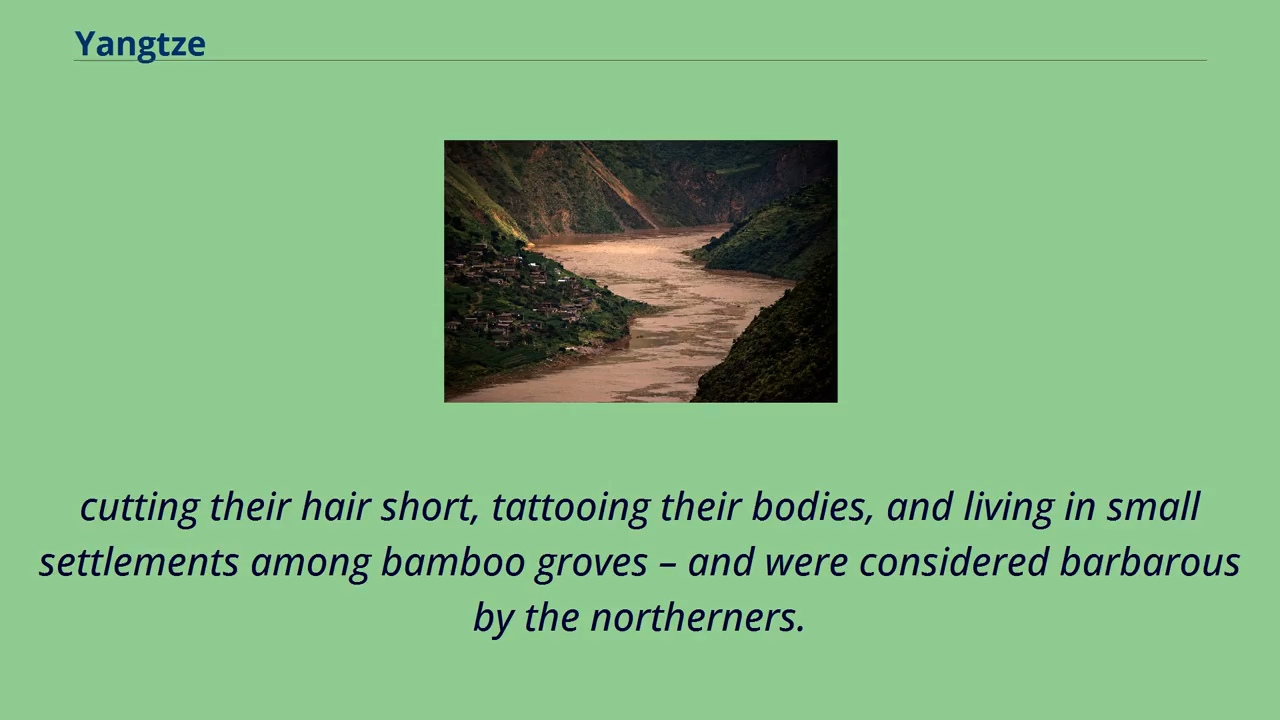 Yangtze
cutting their hair short, tattooing their bodies, and living in small
settlements among bamboo groves – and were considered barbarous
by the northerners.